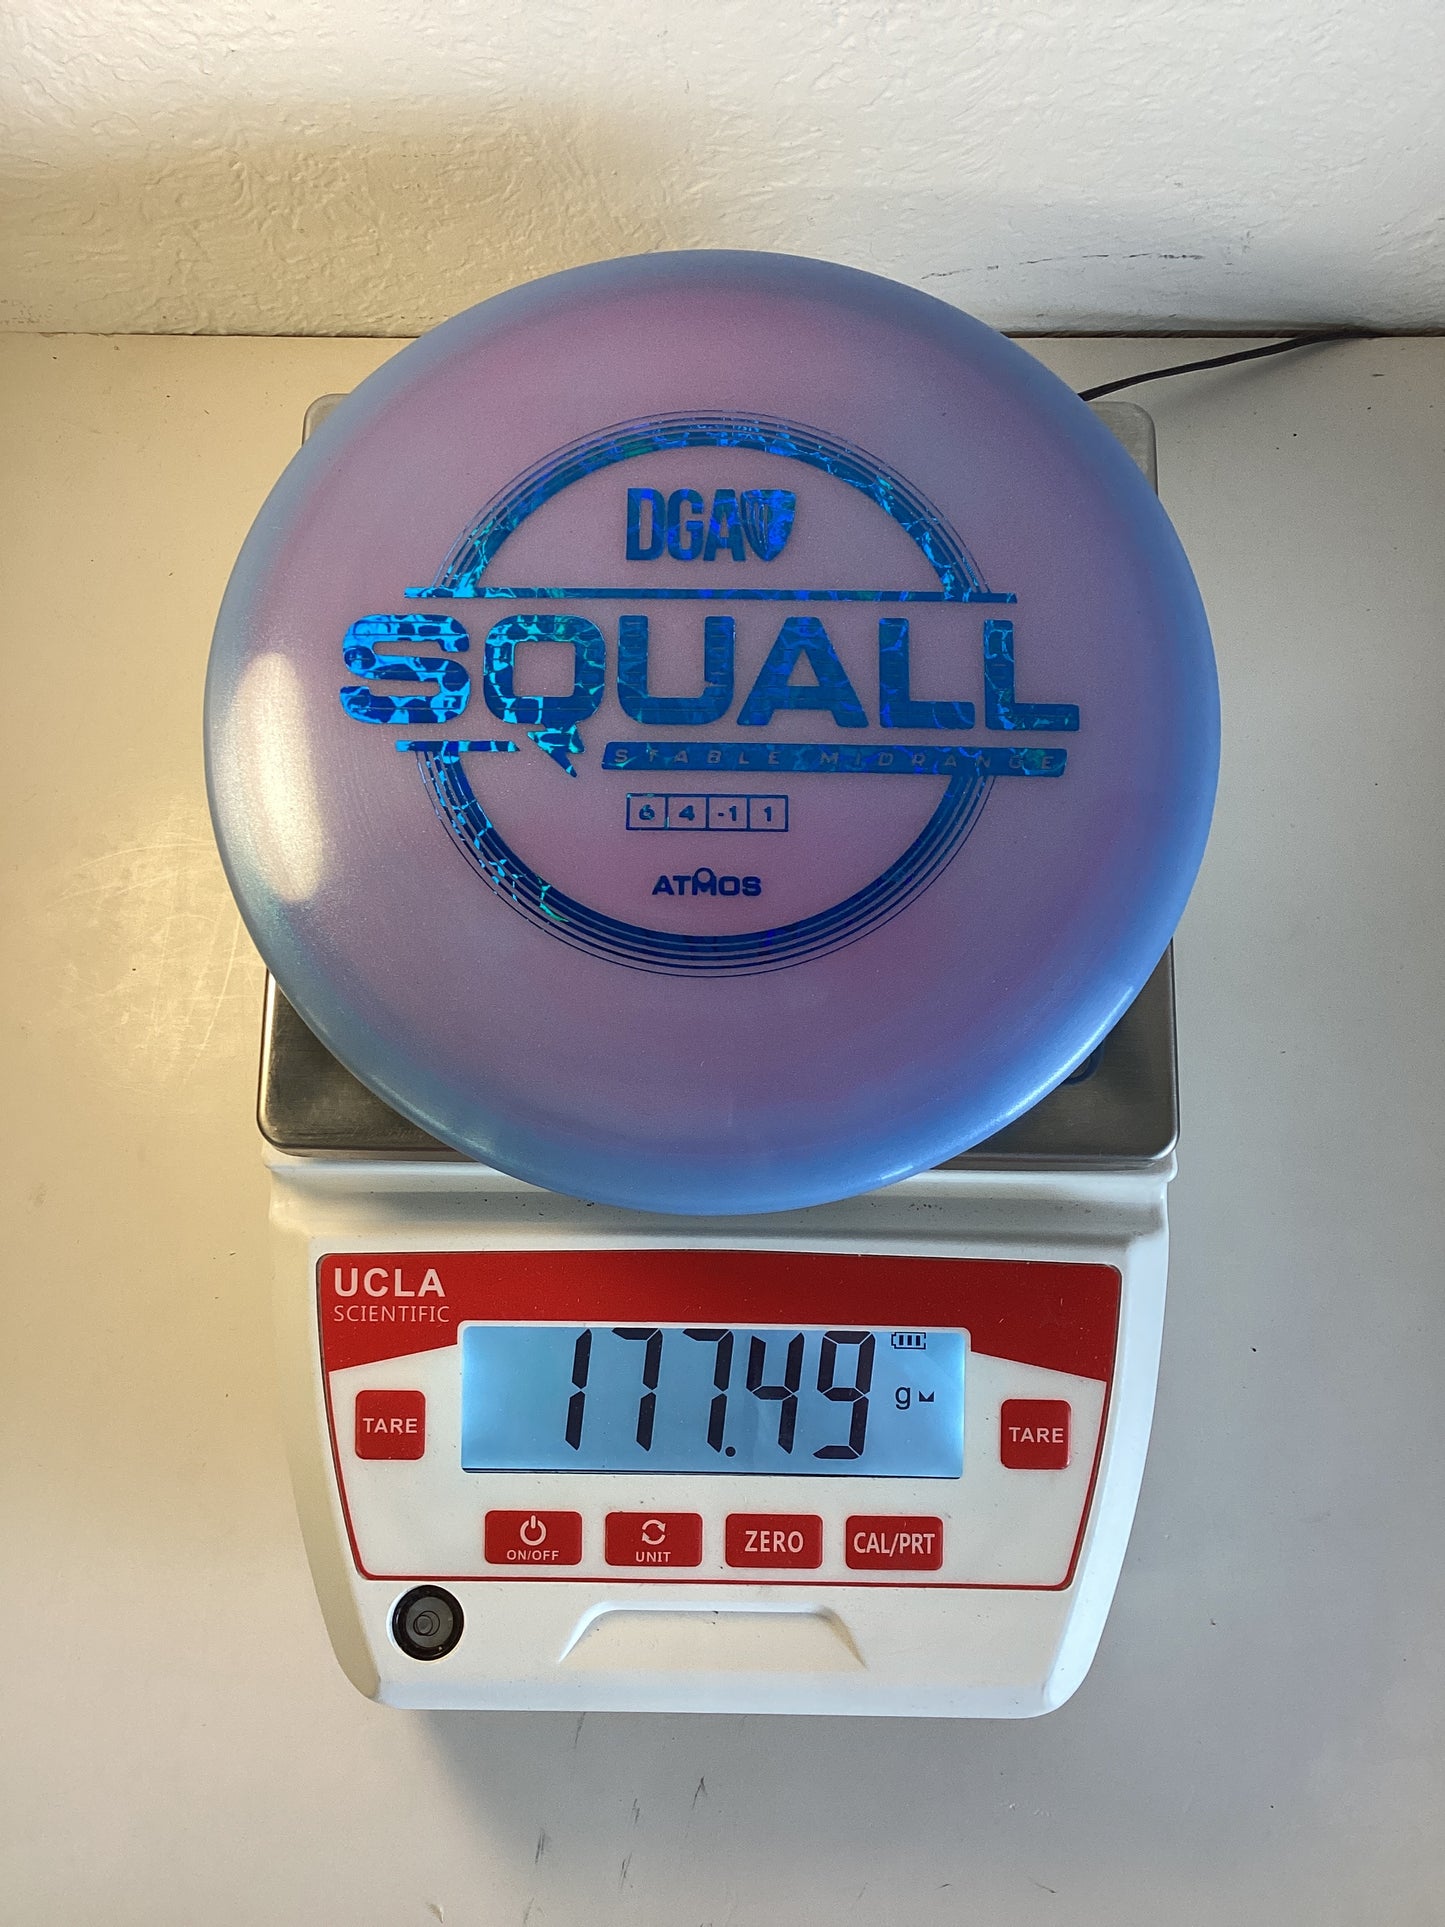 DGA
SQUALL
STABLE MIDRANGE
6 4 -1 1
ATMOS
UCLA
SCIENTIFIC
177.49 g
TARE
TARE
ON/OFF
UNIT
ZERO
CAL/PRT